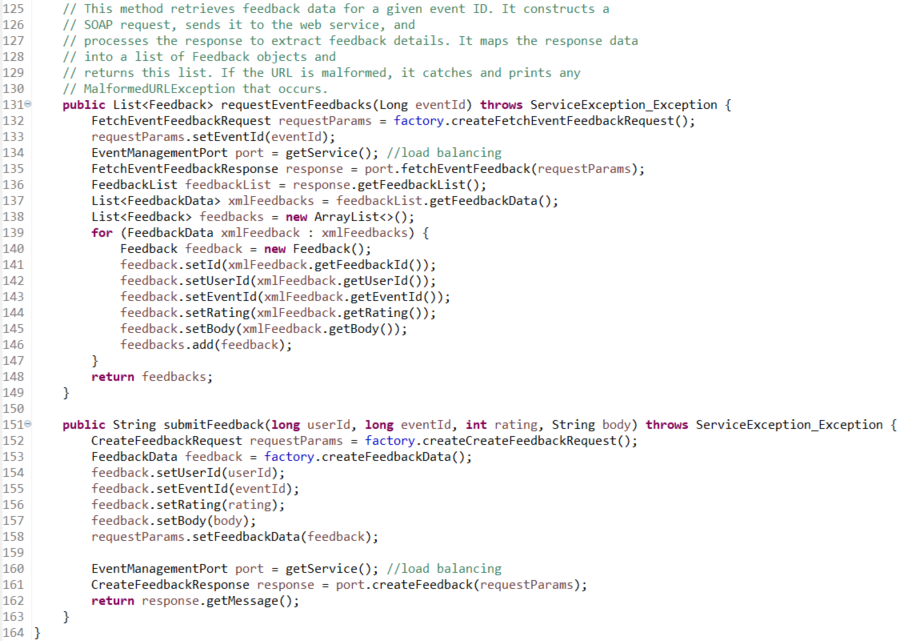 125     // This method retrieves feedback data for a given event ID. It constructs a
126     // SOAP request, sends it to the web service, and
127     // processes the response to extract feedback details. It maps the response data
128     // into a list of Feedback objects and
129     // returns this list. If the URL is malformed, it catches and prints any
130     // MalformedURLException that occurs.
131     public List<Feedback> requestEventFeedbacks(Long eventId) throws ServiceException_Exception {
132         FetchEventFeedbackRequest requestParams = factory.createFetchEventFeedbackRequest();
133         requestParams.setEventId(eventId);
134         EventManagementPort port = getService(); //load balancing
135         FetchEventFeedbackResponse response = port.fetchEventFeedback(requestParams);
136         FeedbackList feedbackList = response.getFeedbackList();
137         List<FeedbackData> xmlFeedbacks = feedbackList.getFeedbackData();
138         List<Feedback> feedbacks = new ArrayList<>();
139         for (FeedbackData xmlFeedback : xmlFeedbacks) {
140             Feedback feedback = new Feedback();
141             feedback.setId(xmlFeedback.getFeedbackId());
142             feedback.setUserId(xmlFeedback.getUserId());
143             feedback.setEventId(xmlFeedback.getEventId());
144             feedback.setRating(xmlFeedback.getRating());
145             feedback.setBody(xmlFeedback.getBody());
146             feedbacks.add(feedback);
147         }
148         return feedbacks;
149     }
150
151     public String submitFeedback(long userId, long eventId, int rating, String body) throws ServiceException_Exception {
152         CreateFeedbackRequest requestParams = factory.createCreateFeedbackRequest();
153         FeedbackData feedback = factory.createFeedbackData();
154         feedback.setUserId(userId);
155         feedback.setEventId(eventId);
156         feedback.setRating(rating);
157         feedback.setBody(body);
158         requestParams.setFeedbackData(feedback);
159
160         EventManagementPort port = getService(); //load balancing
161         CreateFeedbackResponse response = port.createFeedback(requestParams);
162         return response.getMessage();
163     }
164 }